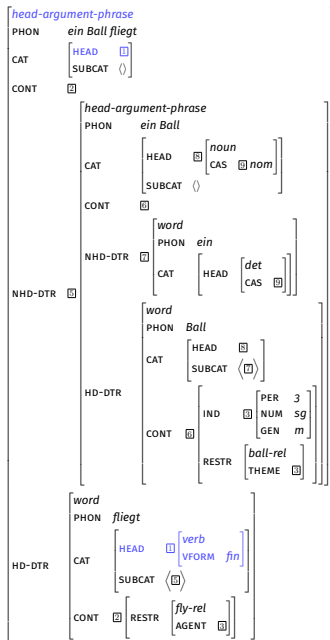 head-argument-phrase
PHON ein Ball fliegt
CAT HEAD 1
SUBCAT ⟨⟩
CONT 2
head-argument-phrase
PHON ein Ball
noun
HEAD 8 CAS 9 nom
CAT
SUBCAT ⟨⟩
CONT 6
word
PHON ein
NHD-DTR 7 det
CAT HEAD
CAS 9
NHD-DTR 5
word
PHON Ball
HEAD 8
CAT
SUBCAT ⟨7⟩
HD-DTR
PER 3
IND 3 NUM sg
GEN m
CONT 6
ball-rel
RESTR THEME 3
word
PHON fliegt
verb
HEAD 1 VFORM fin
CAT
SUBCAT ⟨5⟩
HD-DTR
fly-rel
CONT 2 RESTR AGENT 3